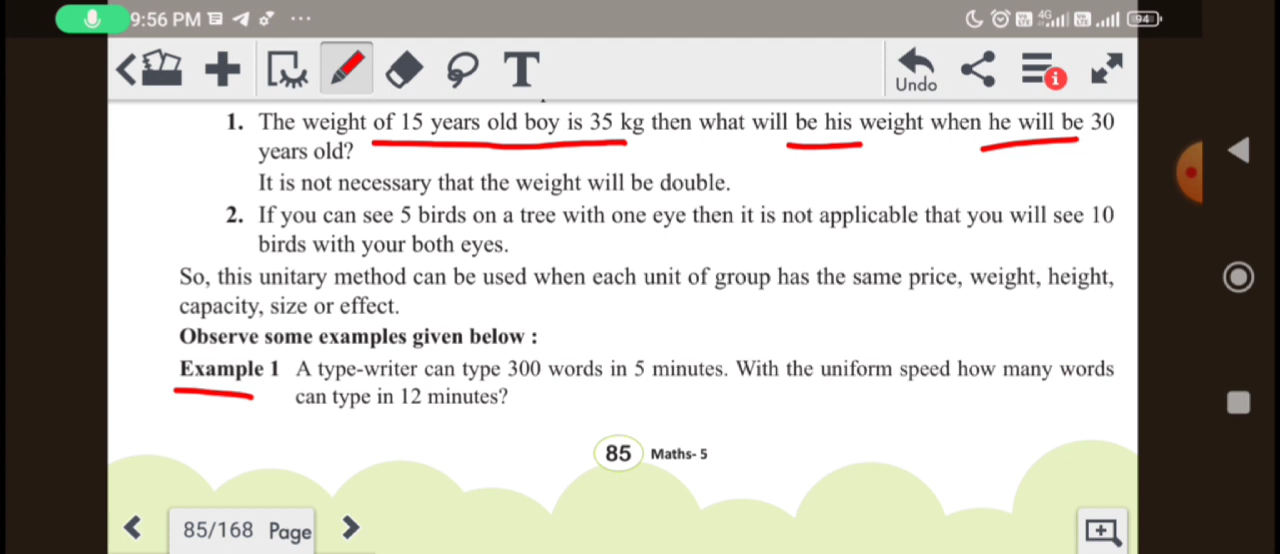 9:56 PM
4G
94
T
Undo
1. The weight of 15 years old boy is 35 kg then what will be his weight when he will be 30
years old?
It is not necessary that the weight will be double.
2. If you can see 5 birds on a tree with one eye then it is not applicable that you will see 10
birds with your both eyes.
So, this unitary method can be used when each unit of group has the same price, weight, height,
capacity, size or effect.
Observe some examples given below :
Example 1 A type-writer can type 300 words in 5 minutes. With the uniform speed how many words
can type in 12 minutes?
85 Maths- 5
85/168 Page